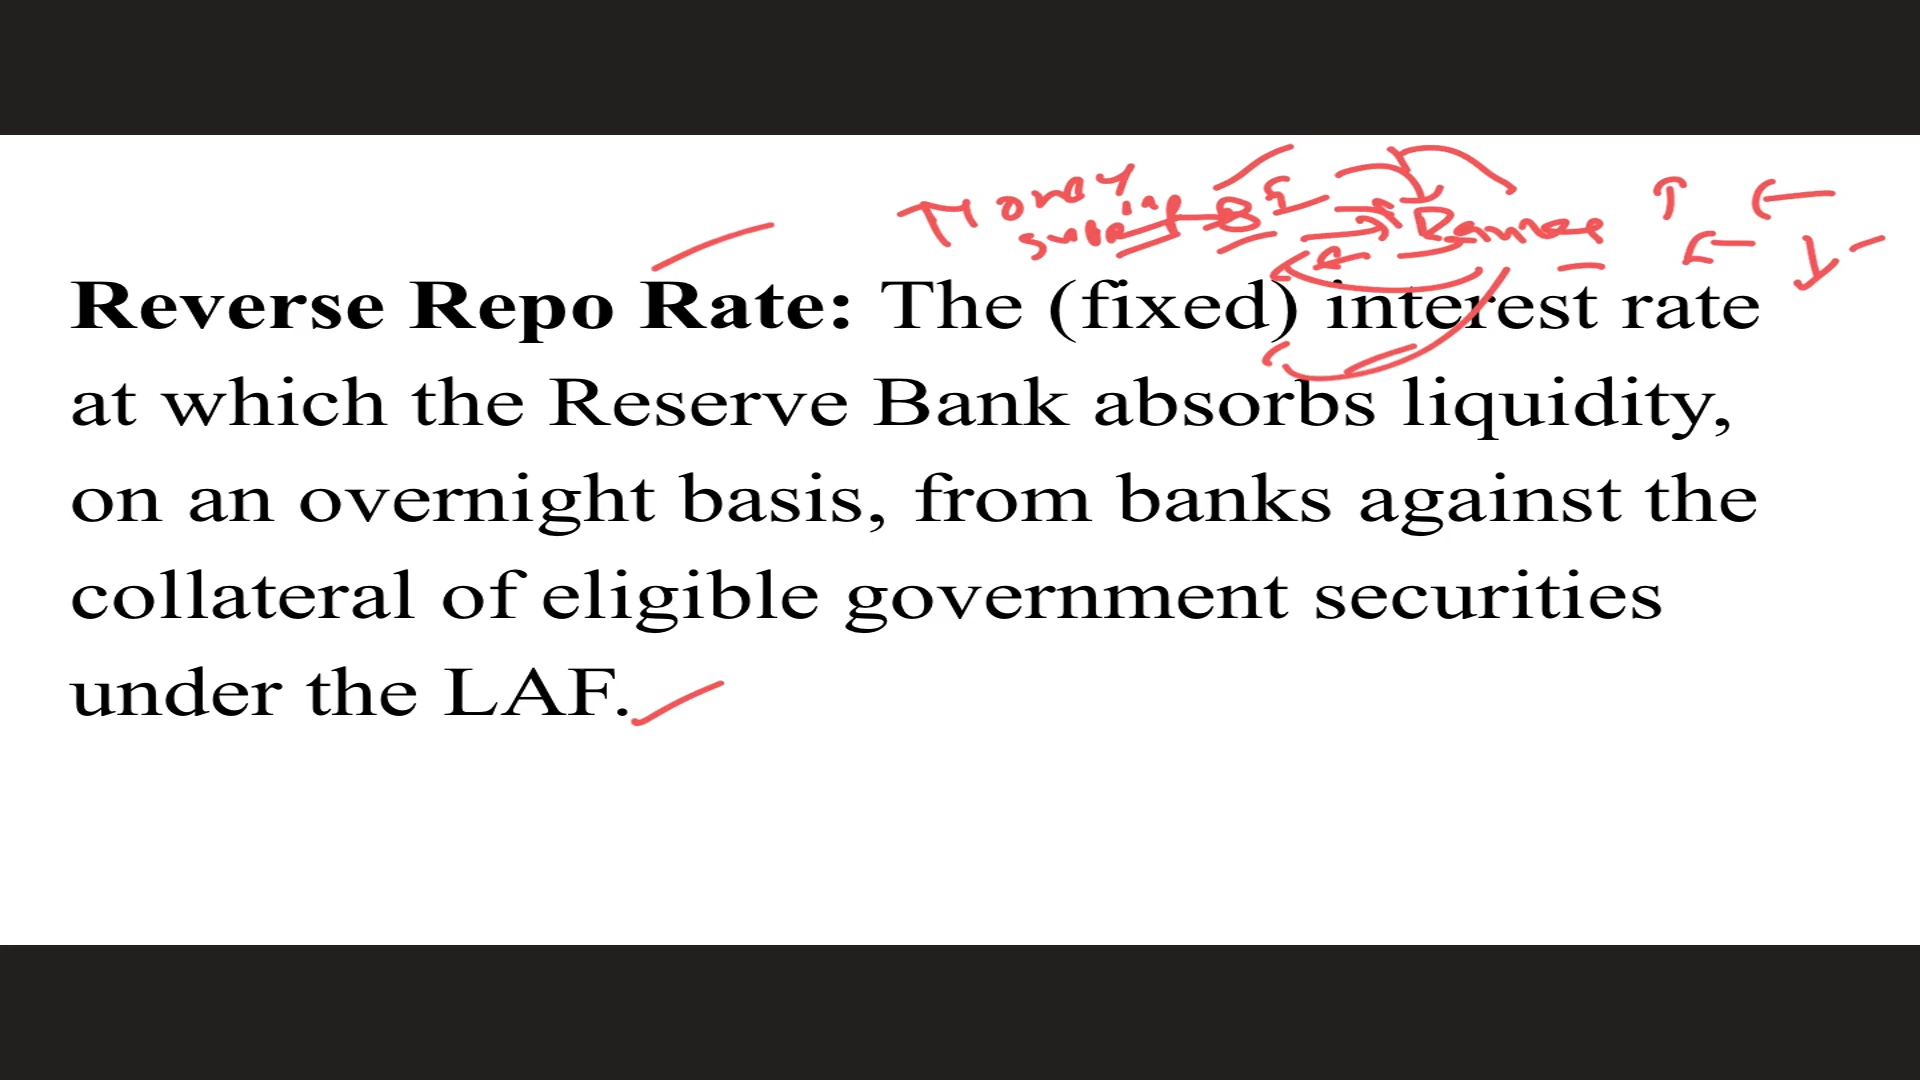 Money
Reverse Repo Rate: The (fixed) interest rate
at which the Reserve Bank absorbs liquidity,
on an overnight basis, from banks against the
collateral of eligible government securities
under the LAF.